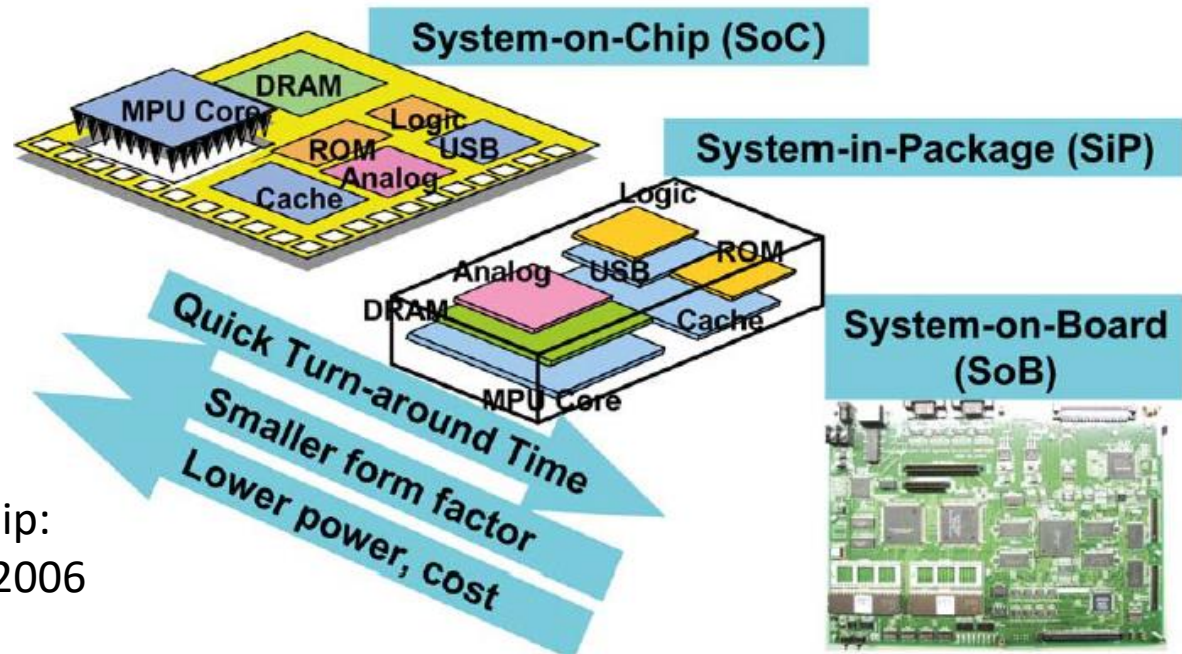 System-on-Chip (SoC)
DRAM
MPU Core
Logic
USB
ROM
Analog
Cache
System-in-Package (SiP)
Logic
ROM
Analog
USB
DRAM
Cache
MPU Core
System-on-Board
(SoB)
Quick Turn-around Time
Smaller form factor
Lower power, cost
ip:
2006